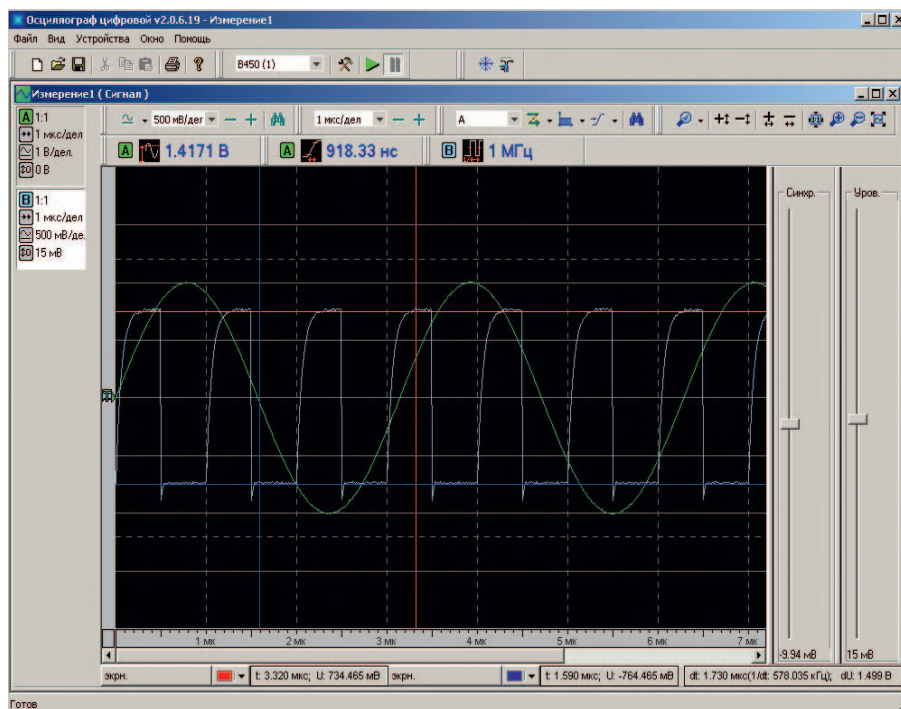 Осциллограф цифровой v2.0.6.19 - Измерение1
Файл Вид Устройства Окно Помощь
B450 (1)
Измерение1 ( Сигнал )
A 1:1
1 мкс/дел
1 В/дел.
0 В
B 1:1
1 мкс/дел
500 мВ/де.
15 мВ
500 мВ/дег
1 мкс/дел
A
A 1.4171 В
A 918.33 нс
B 1 МГц
Синхр.
Уров.
-9.94 мВ
15 мВ
1 мк 2 мк 3 мк 4 мк 5 мк 6 мк 7 мк
экрн.
t: 3.320 мкс; U: 734.465 мВ
экрн.
t: 1.590 мкс; U: -764.465 мВ
dt: 1.730 мкс(1/dt: 578.035 кГц); dU: 1.499 В
Готов